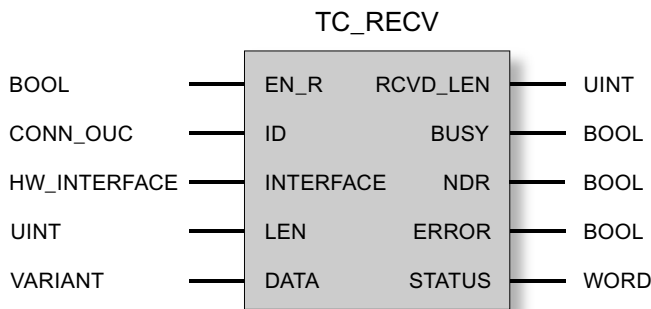 TC_RECV
BOOL EN_R RCVD_LEN UINT
CONN_OUC ID BUSY BOOL
HW_INTERFACE INTERFACE NDR BOOL
UINT LEN ERROR BOOL
VARIANT DATA STATUS WORD